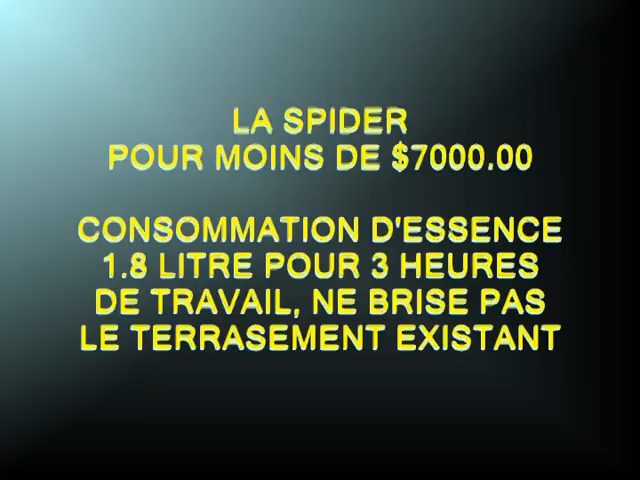 LA SPIDER
POUR MOINS DE $7000.00
CONSOMMATION D'ESSENCE
1.8 LITRE POUR 3 HEURES
DE TRAVAIL, NE BRISE PAS
LE TERRASEMENT EXISTANT